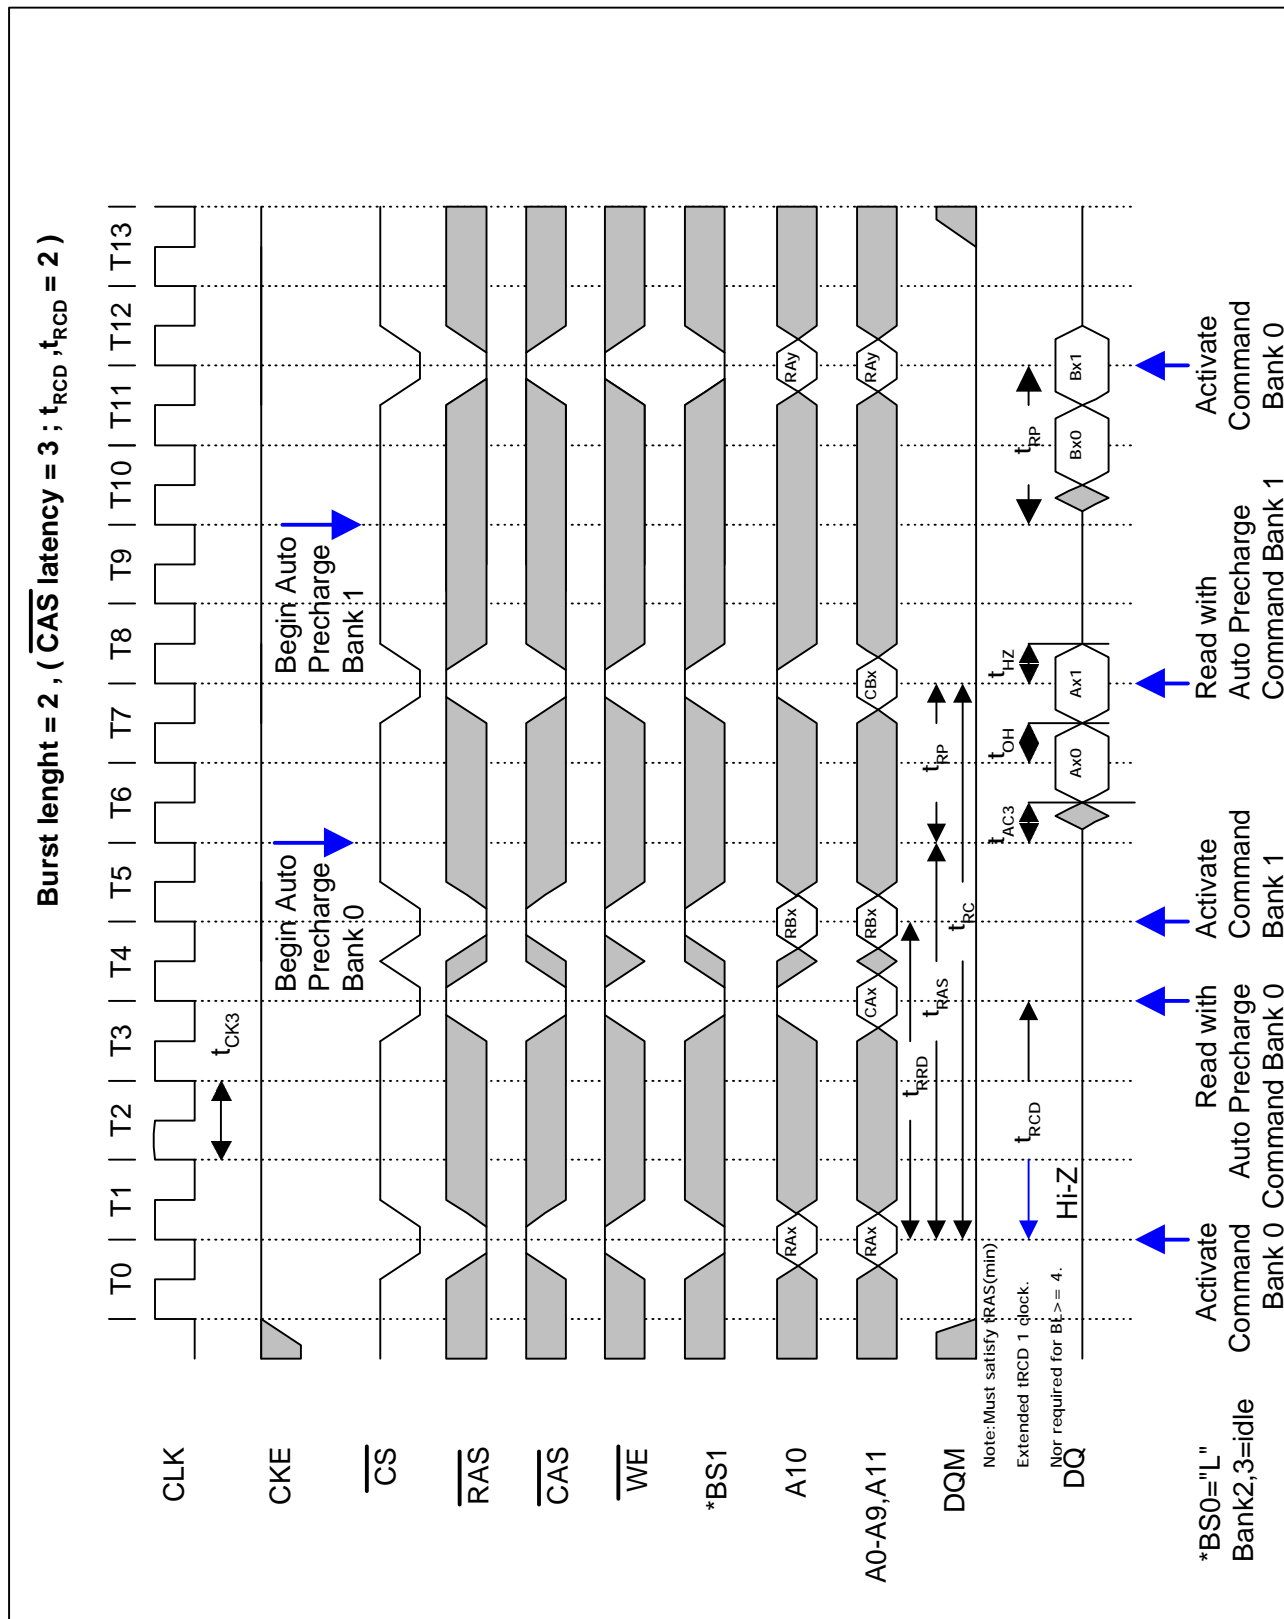 Burst lenght = 2 , ( CAS latency = 3 ; tRCD ,tRCD = 2 )
T0 T1 T2 T3 T4 T5 T6 T7 T8 T9 T10 T11 T12 T13
CLK
tCK3
CKE
Begin Auto
Precharge
Bank 0
Begin Auto
Precharge
Bank 1
CS
RAS
CAS
WE
*BS1
A10
RAx RBx RAy
A0-A9,A11
RAx CAx RBx CBx RAy
tRRD
tRAS
tRP
tRC
DQM
Note:Must satisfy tRAS(min)
Extended tRCD 1 clock.
Nor required for BL>= 4.
tRCD
tAC3
tOH
tHZ
tRP
DQ
Hi-Z
Ax0 Ax1 Bx0 Bx1
Activate
Command
Bank 0
Read with
Auto Precharge
Command Bank 0
Activate
Command
Bank 1
Read with
Auto Precharge
Command Bank 1
Activate
Command
Bank 0
*BS0="L"
Bank2,3=idle